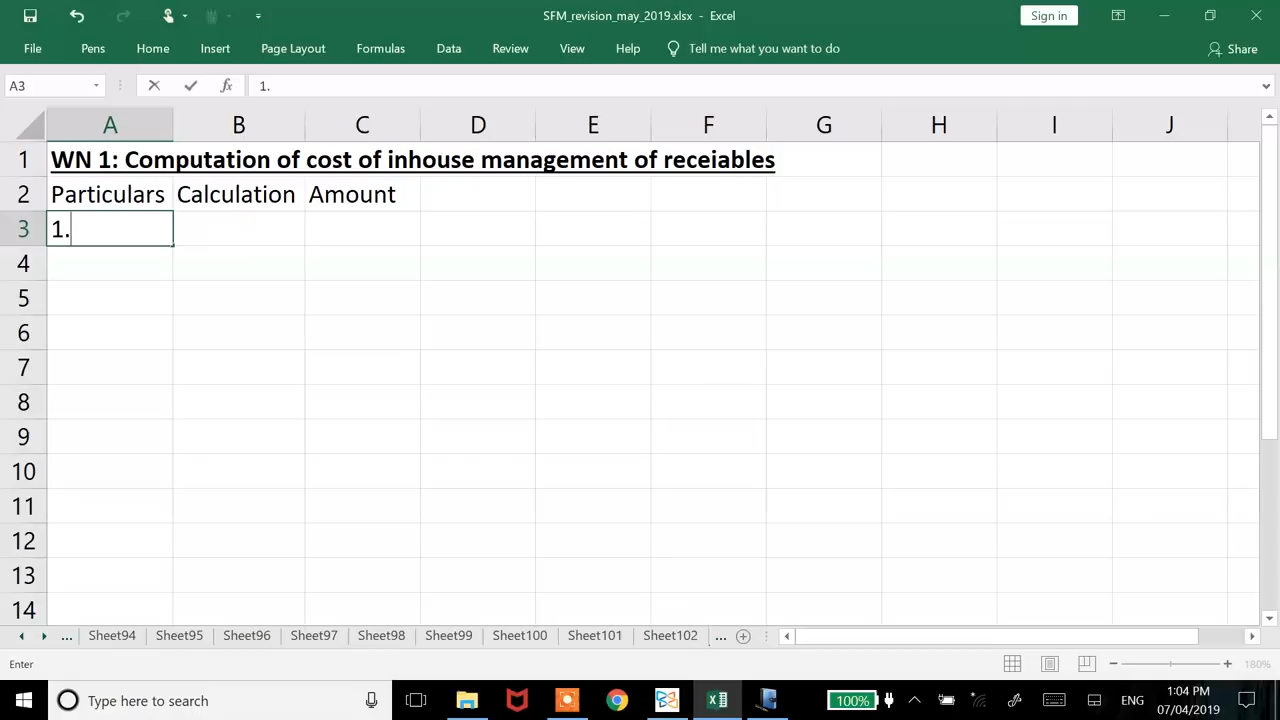 SFM_revision_may_2019.xlsx - Excel
Sign in
File Pens Home Insert Page Layout Formulas Data Review View Help Tell me what you want to do Share
A3 fx 1.
A B C D E F G H I J
1 WN 1: Computation of cost of inhouse management of receiables
2 Particulars Calculation Amount
3 1.
4
5
6
7
8
9
10
11
12
13
14
... Sheet94 Sheet95 Sheet96 Sheet97 Sheet98 Sheet99 Sheet100 Sheet101 Sheet102 ...
Enter 180%
Type here to search 100% ENG 1:04 PM
07/04/2019